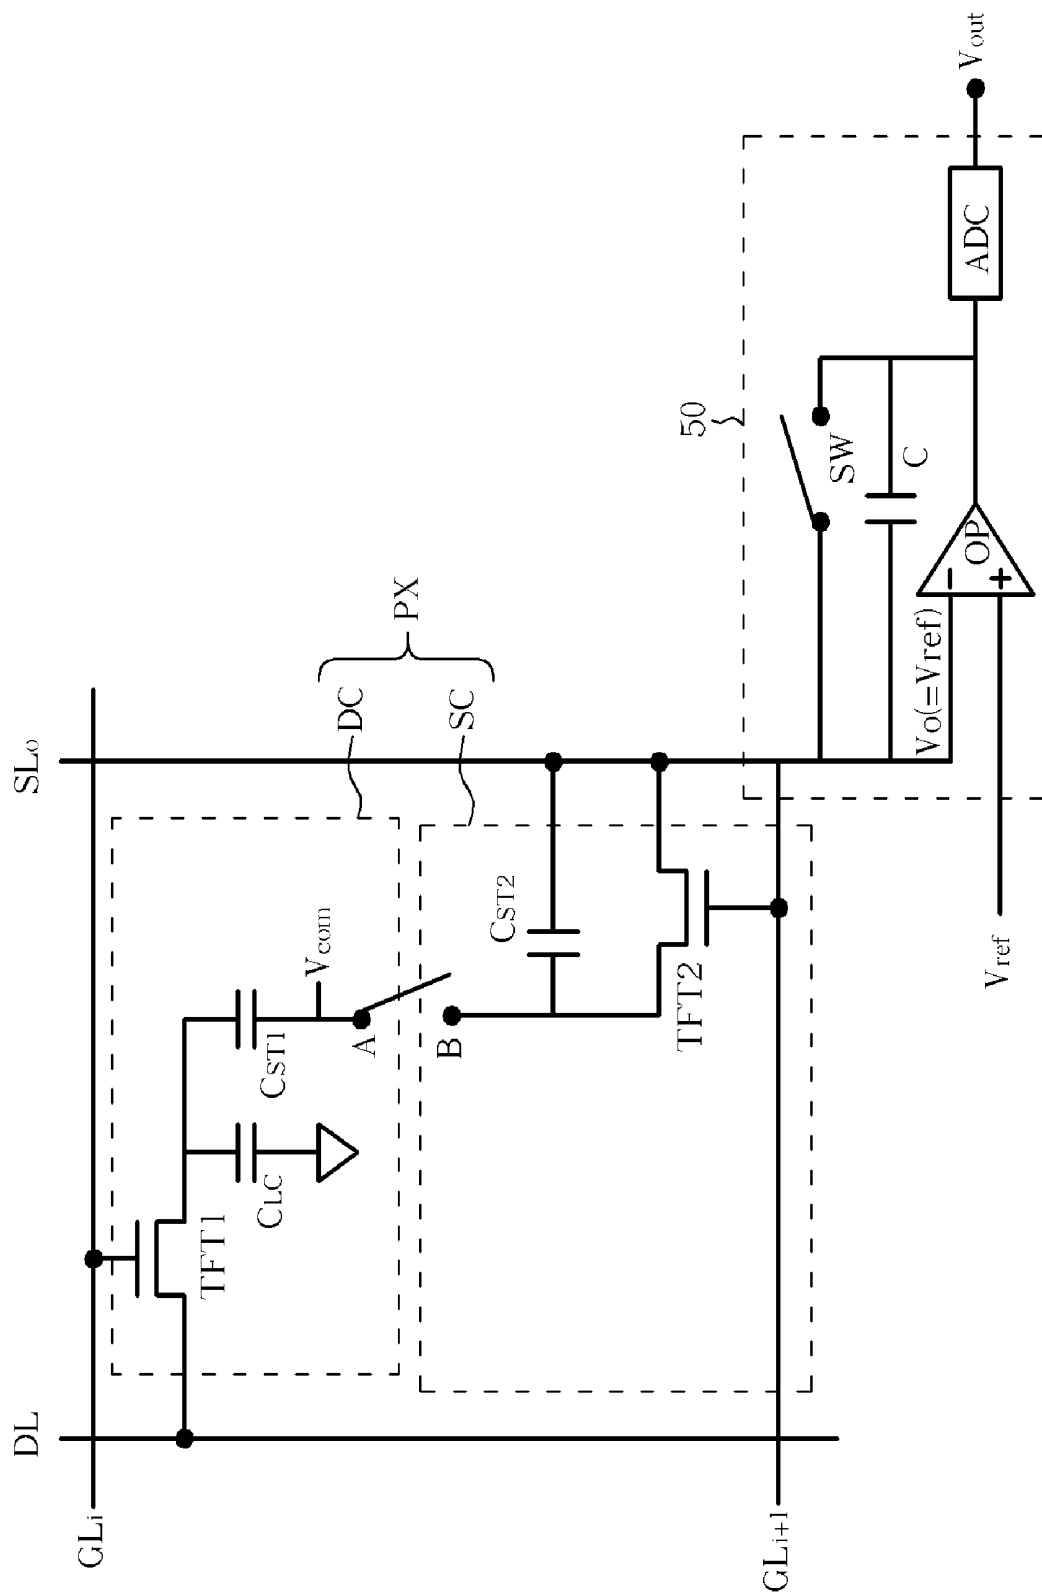 DL
SLo
GLi
TFT1
CLC
CST1
Vcom
A
DC
PX
SC
B
CST2
TFT2
GLi+1
50
SW
C
Vo(=Vref)
OP
−
+
ADC
Vout
Vref